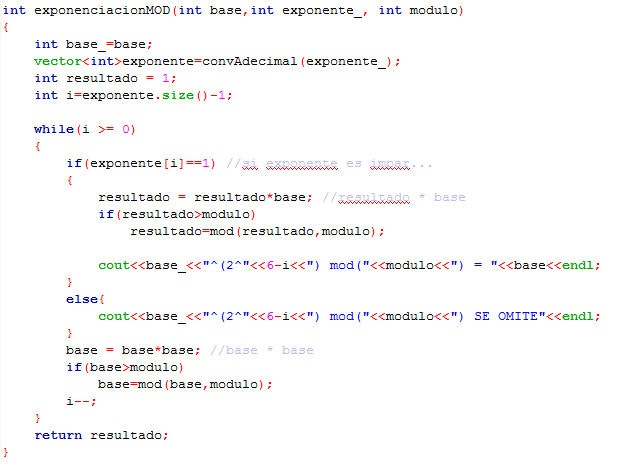 int exponenciacionMOD(int base,int exponente_, int modulo)
{
    int base_=base;
    vector<int>exponente=convAdecimal(exponente_);
    int resultado = 1;
    int i=exponente.size()-1;

    while(i >= 0)
    {
        if(exponente[i]==1) //si exponente es impar...
        {
            resultado = resultado*base; //resultado * base
            if(resultado>modulo)
                resultado=mod(resultado,modulo);

            cout<<base_<<"^(2^"<<6-i<<") mod("<<modulo<<") = "<<base<<endl;
        }
        else{
            cout<<base_<<"^(2^"<<6-i<<") mod("<<modulo<<") SE OMITE"<<endl;
        }
        base = base*base; //base * base
        if(base>modulo)
            base=mod(base,modulo);
        i--;
    }
    return resultado;
}